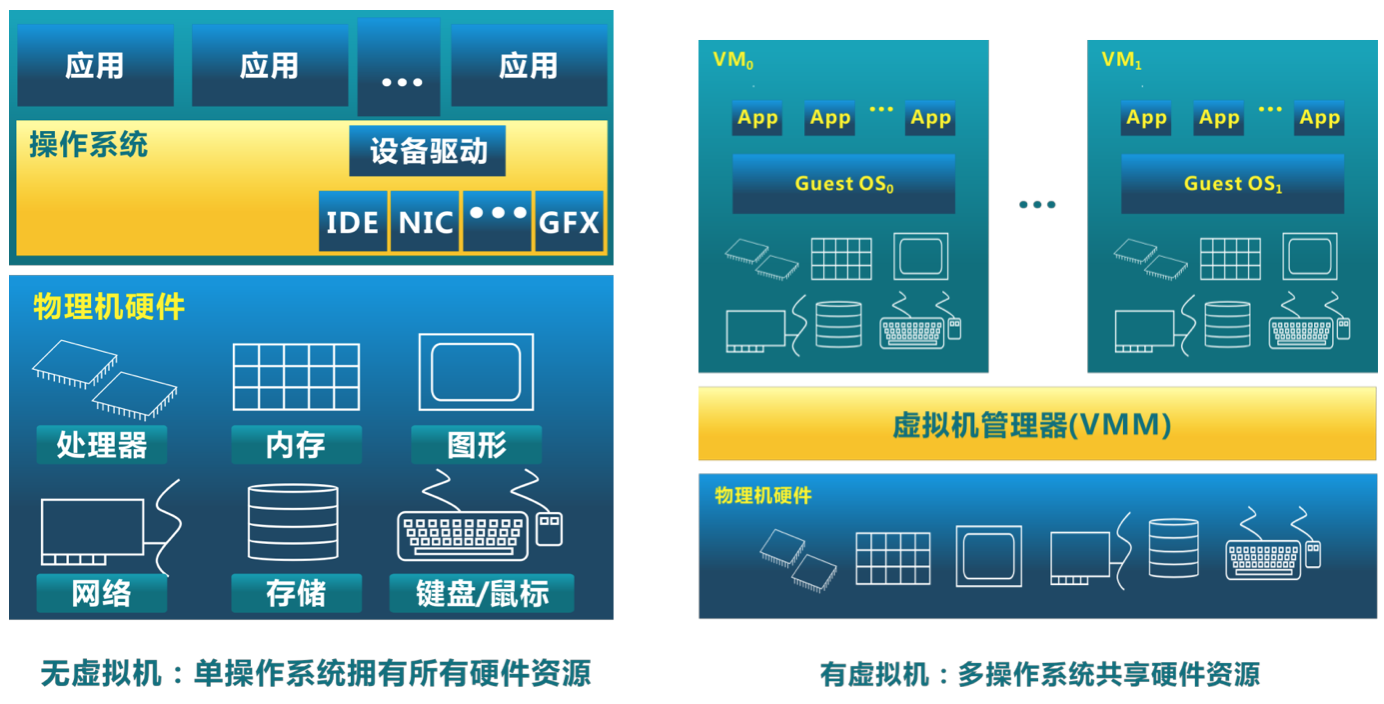 应用 应用 ... 应用
操作系统
设备驱动
IDE NIC ... GFX
物理机硬件
处理器 内存 图形
网络 存储 键盘/鼠标
无虚拟机：单操作系统拥有所有硬件资源
VM0
App App ... App
Guest OS0
...
VM1
App App ... App
Guest OS1
虚拟机管理器(VMM)
物理机硬件
有虚拟机：多操作系统共享硬件资源